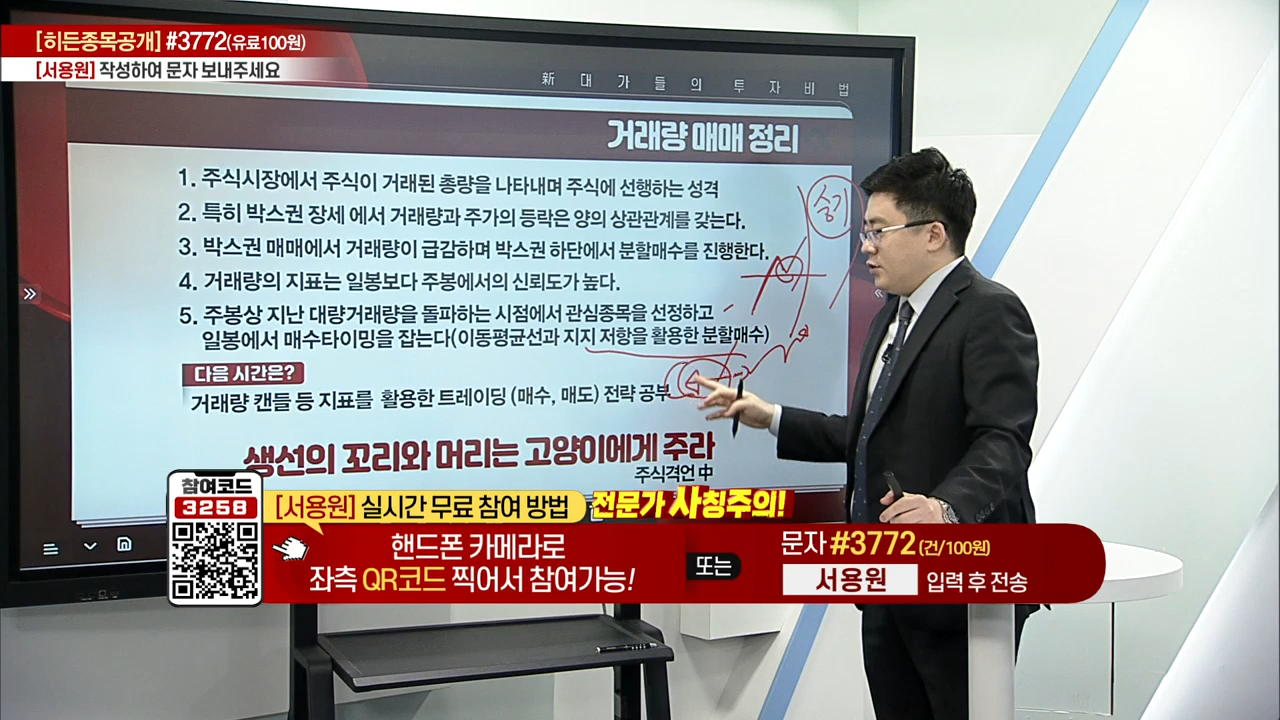 [히든종목공개] #3772(유료100원)
[서용원] 작성하여 문자 보내주세요
新 대 가 들 의 투 자 비 법
거래량 매매 정리
1. 주식시장에서 주식이 거래된 총량을 나타내며 주식에 선행하는 성격
2. 특히 박스권 장세 에서 거래량과 주가의 등락은 양의 상관관계를 갖는다.
3. 박스권 매매에서 거래량이 급감하며 박스권 하단에서 분할매수를 진행한다.
4. 거래량의 지표는 일봉보다 주봉에서의 신뢰도가 높다.
5. 주봉상 지난 대량거래량을 돌파하는 시점에서 관심종목을 선정하고
일봉에서 매수타이밍을 잡는다(이동평균선과 지지 저항을 활용한 분할매수)
다음 시간은?
거래량 캔들 등 지표를 활용한 트레이딩 (매수, 매도) 전략 공부
생선의 꼬리와 머리는 고양이에게 주라
주식격언 中
참여코드
3258
[서용원] 실시간 무료 참여 방법
전문가 사칭주의!
핸드폰 카메라로
좌측 QR코드 찍어서 참여가능!
또는
문자 #3772 (건/100원)
서용원 입력 후 전송